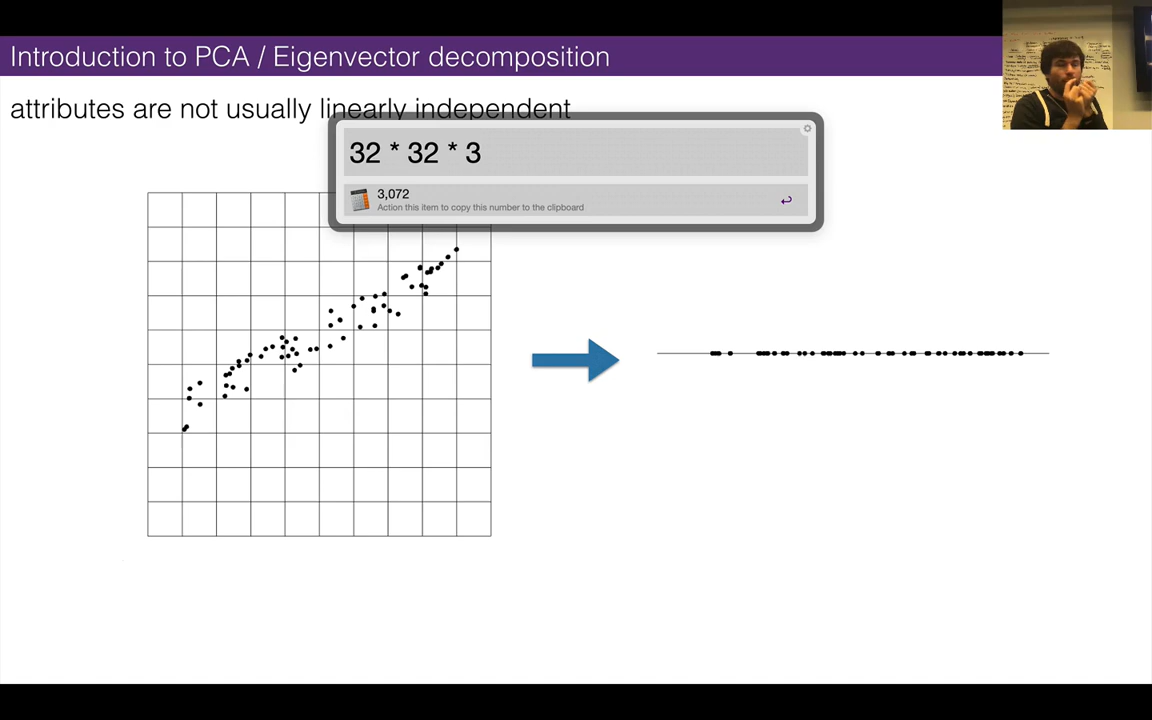 Introduction to PCA / Eigenvector decomposition
attributes are not usually linearly independent
32 * 32 * 3
3,072
Action this item to copy this number to the clipboard